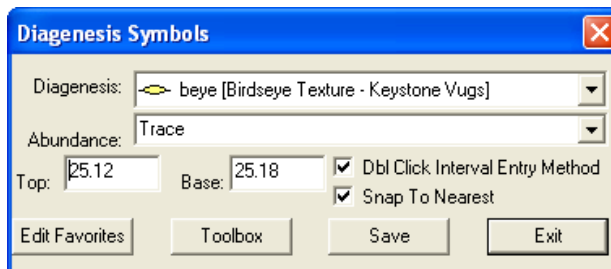 Diagenesis Symbols
Diagenesis: beye [Birdseye Texture - Keystone Vugs]
Abundance: Trace
Top: 25.12 Base: 25.18 Dbl Click Interval Entry Method
Snap To Nearest
Edit Favorites Toolbox Save Exit